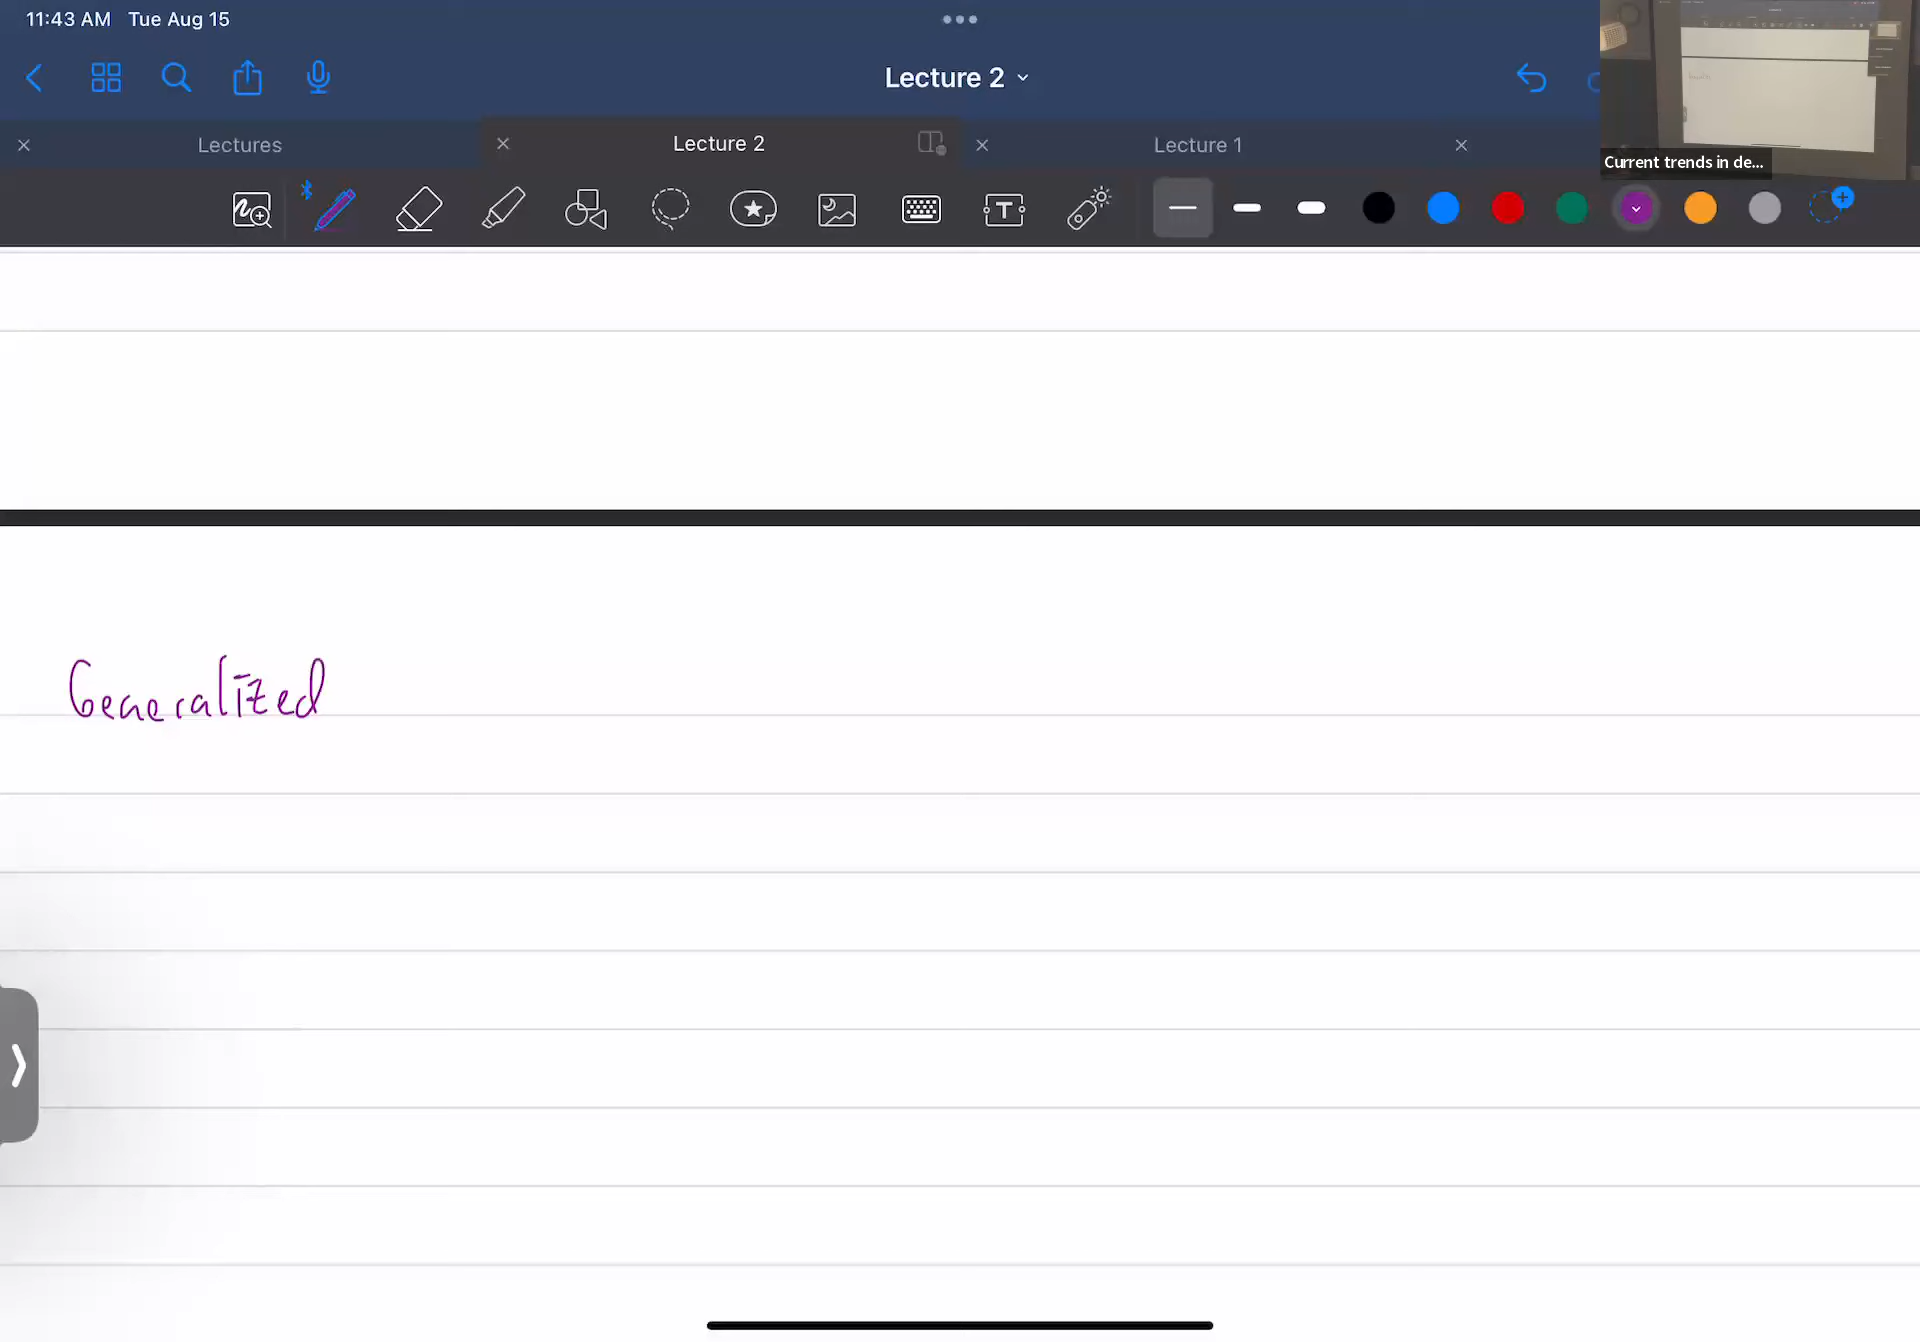 11:43 AM Tue Aug 15
Lecture 2
Lectures
Lecture 2
Lecture 1
Current trends in de...
T
Generalized